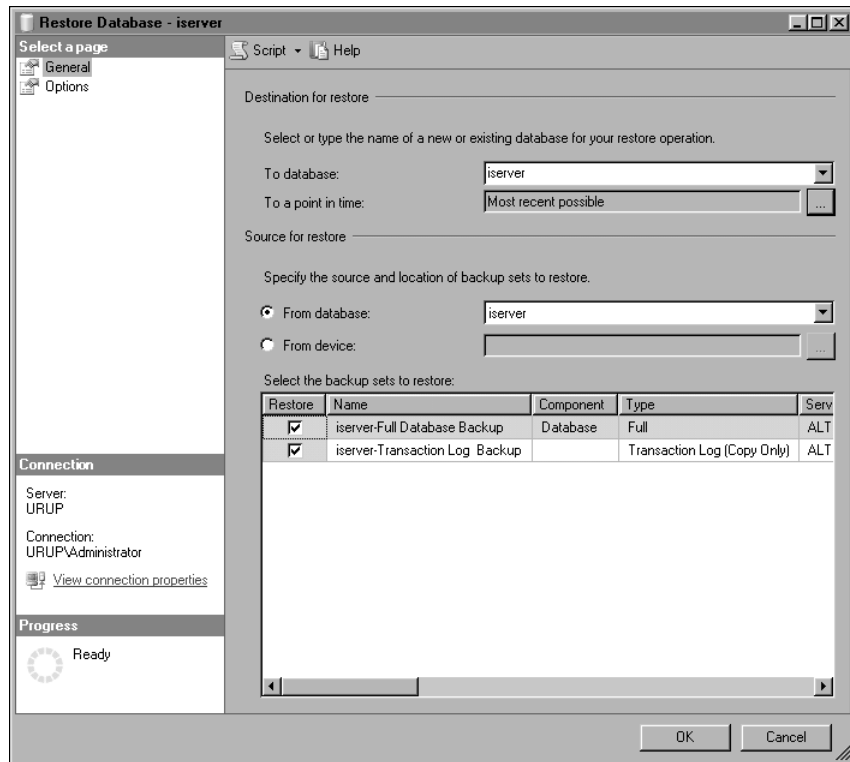 Restore Database - iserver
Select a page
General
Options
Script
Help
Destination for restore
Select or type the name of a new or existing database for your restore operation.
To database:
iserver
To a point in time:
Most recent possible
...
Source for restore
Specify the source and location of backup sets to restore.
From database:
iserver
From device:
...
Select the backup sets to restore:
Restore Name Component Type Serv
iserver-Full Database Backup Database Full ALT
iserver-Transaction Log Backup Transaction Log (Copy Only) ALT
Connection
Server:
URUP
Connection:
URUP\Administrator
View connection properties
Progress
Ready
OK
Cancel